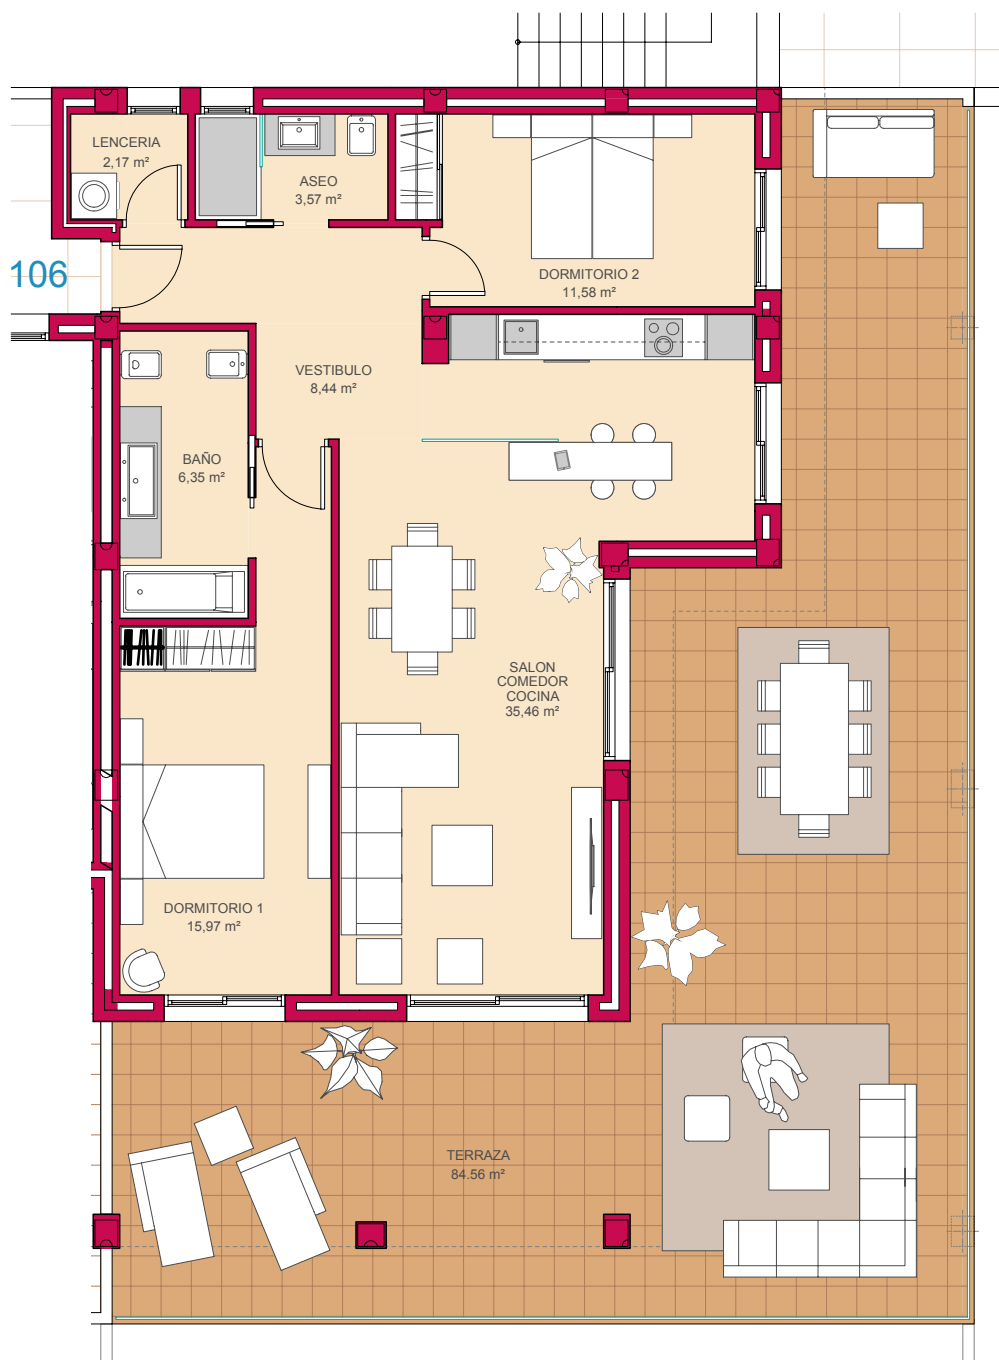 LENCERIA
2,17 m²
ASEO
3,57 m²
106
DORMITORIO 2
11,58 m²
VESTIBULO
8,44 m²
BAÑO
6,35 m²
SALON
COMEDOR
COCINA
35,46 m²
DORMITORIO 1
15,97 m²
TERRAZA
84.56 m²